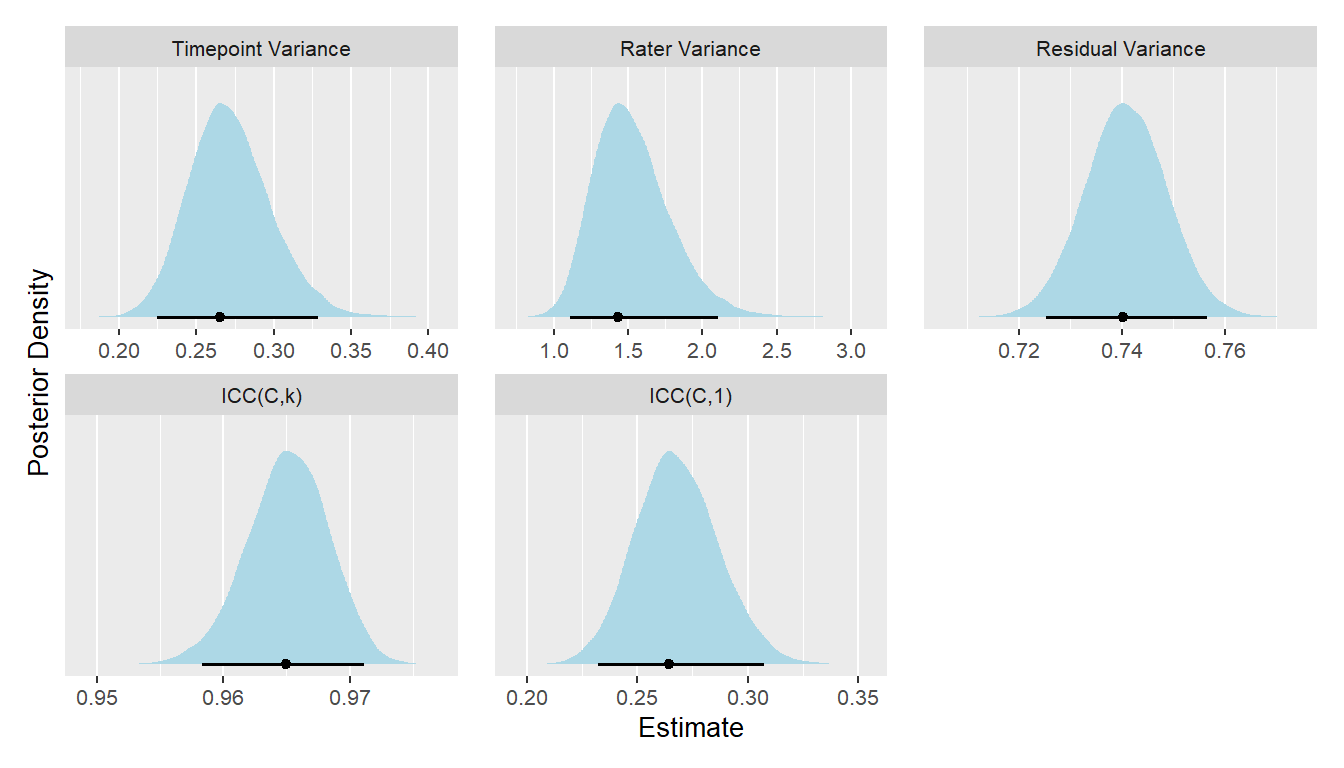 Timepoint Variance
Rater Variance
Residual Variance
0.20 0.25 0.30 0.35 0.40
1.0 1.5 2.0 2.5 3.0
0.72 0.74 0.76
Posterior Density
ICC(C,k)
ICC(C,1)
0.95 0.96 0.97
0.20 0.25 0.30 0.35
Estimate